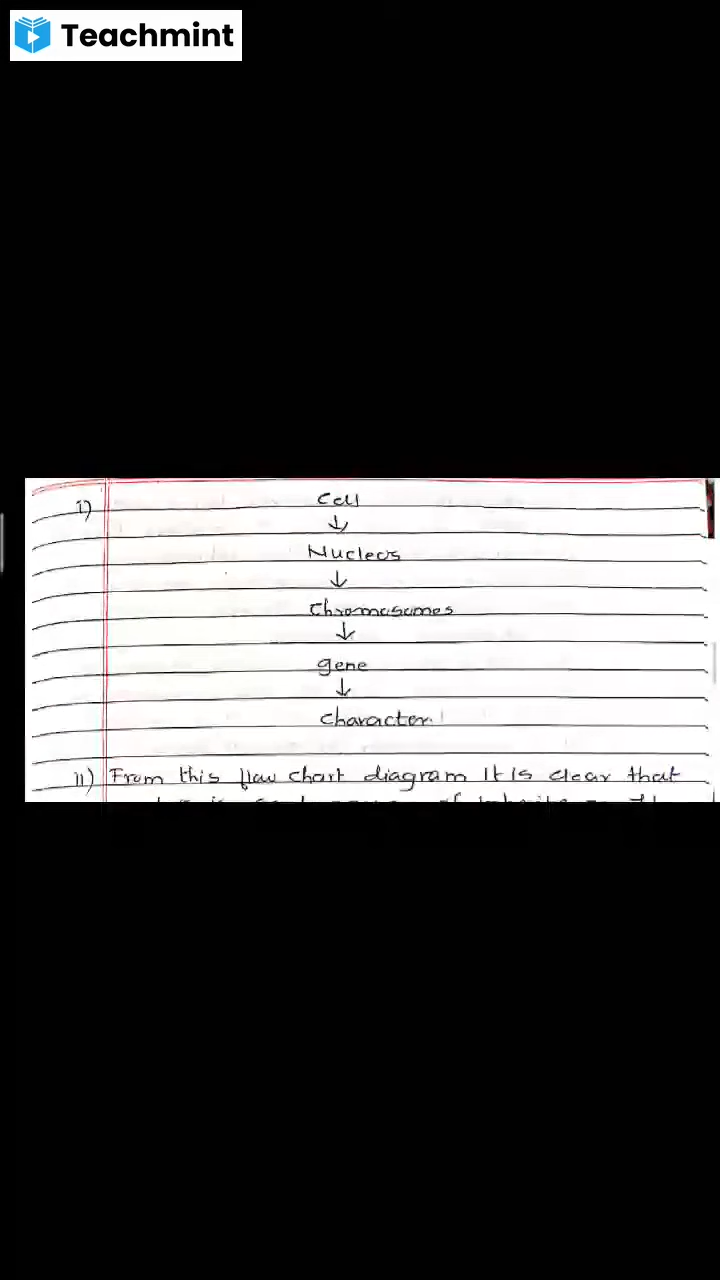 Teachmint
i) Cell
↓
Nucleus
↓
Chromosomes
↓
gene
↓
Character
ii) From this flow chart diagram It is clear that